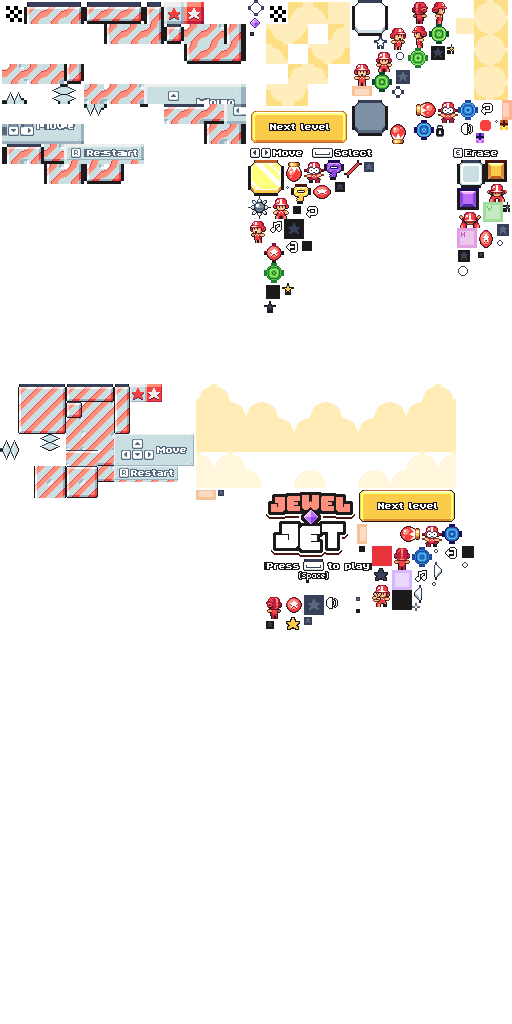 Next level
Move
Select
C Erase
R Restart
V
H
Move
R Restart
JEWEL
JET
Next level
Press to play
(Space)